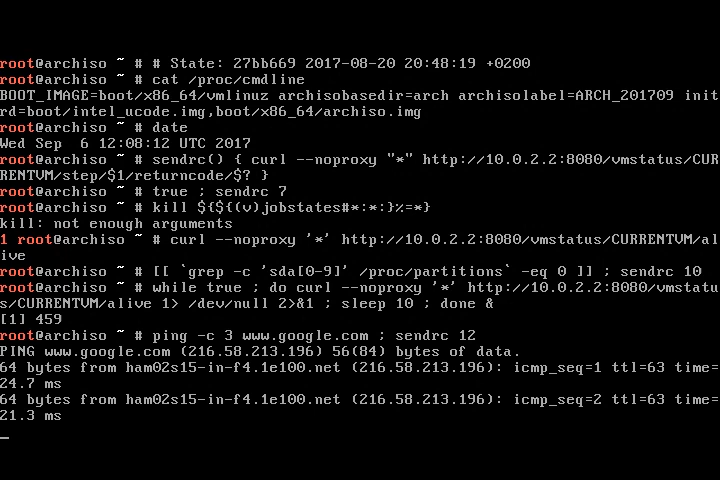 root@archiso ~ # # State: 27bb669 2017-08-20 20:48:19 +0200
root@archiso ~ # cat /proc/cmdline
BOOT_IMAGE=boot/x86_64/vmlinuz archisobasedir=arch archisolabel=ARCH_201709 init
rd=boot/intel_ucode.img,boot/x86_64/archiso.img
root@archiso ~ # date
Wed Sep  6 12:08:12 UTC 2017
root@archiso ~ # sendrc() { curl --noproxy "*" http://10.0.2.2:8080/vmstatus/CUR
RENTVM/step/$1/returncode/$? }
root@archiso ~ # true ; sendrc 7
root@archiso ~ # kill ${${(v)jobstates#*:*:}%=*}
kill: not enough arguments
1 root@archiso ~ # curl --noproxy '*' http://10.0.2.2:8080/vmstatus/CURRENTVM/al
ive
root@archiso ~ # [[ `grep -c 'sda[0-9]' /proc/partitions` -eq 0 ]] ; sendrc 10
root@archiso ~ # while true ; do curl --noproxy '*' http://10.0.2.2:8080/vmstatu
s/CURRENTVM/alive 1> /dev/null 2>&1 ; sleep 10 ; done &
[1] 459
root@archiso ~ # ping -c 3 www.google.com ; sendrc 12
PING www.google.com (216.58.213.196) 56(84) bytes of data.
64 bytes from ham02s15-in-f4.1e100.net (216.58.213.196): icmp_seq=1 ttl=63 time=
24.7 ms
64 bytes from ham02s15-in-f4.1e100.net (216.58.213.196): icmp_seq=2 ttl=63 time=
21.3 ms